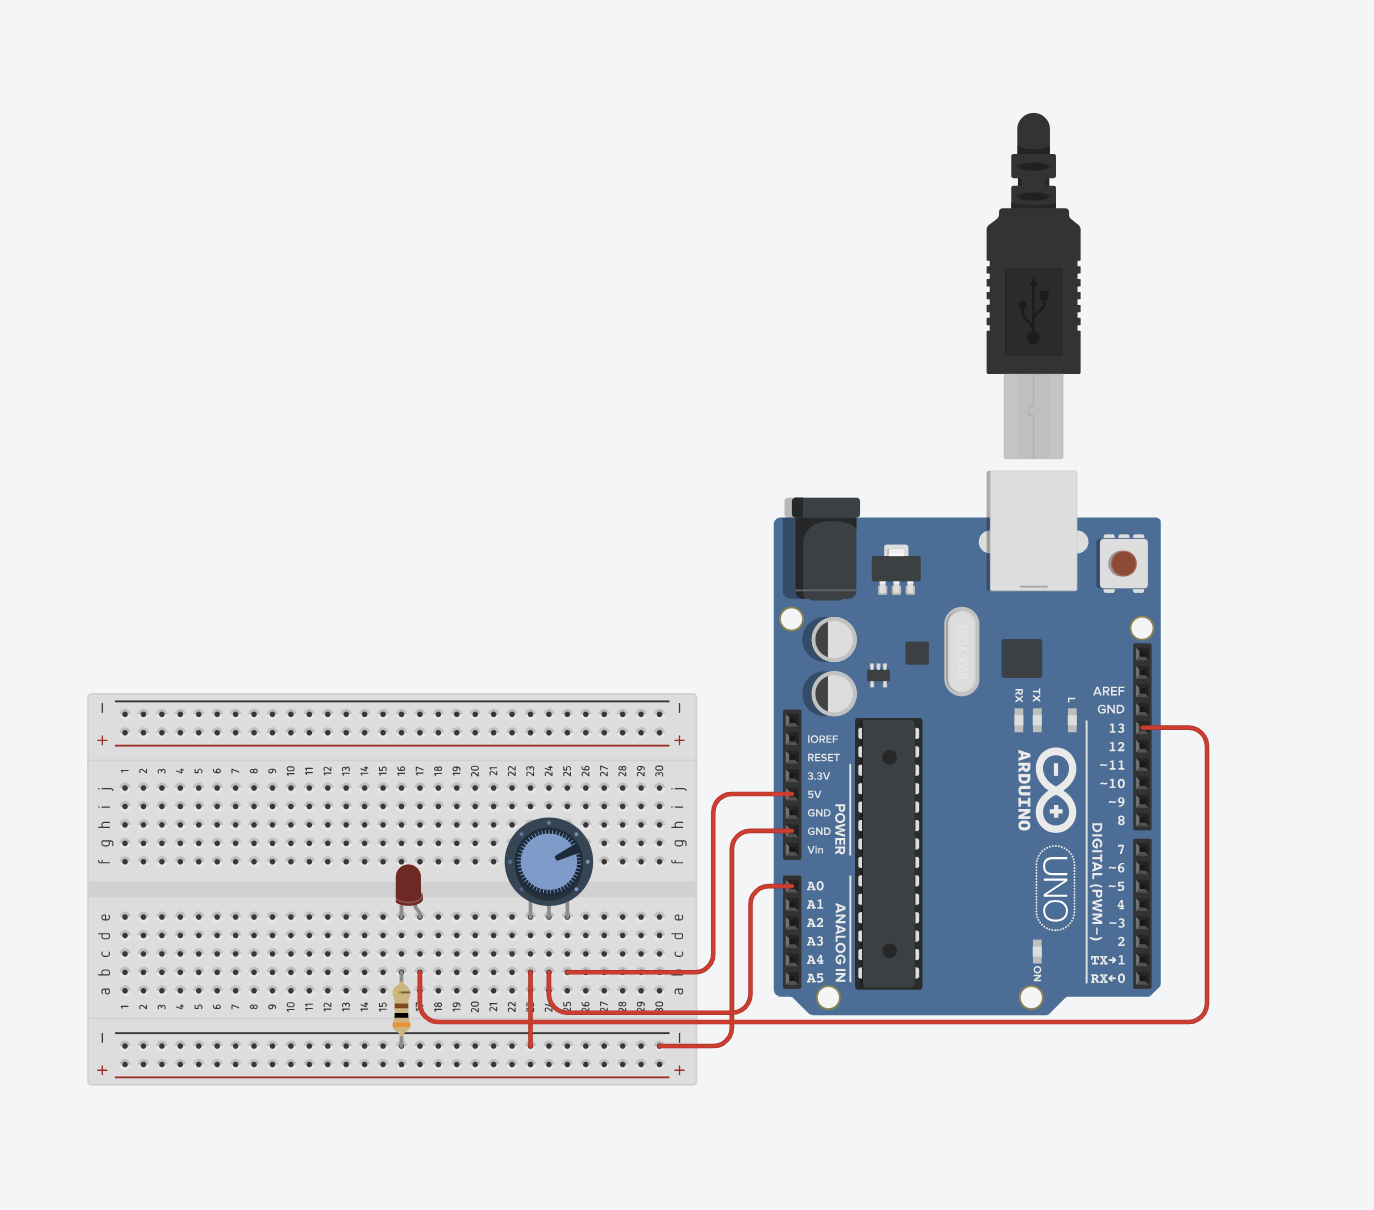 SPK16.000G
RX
TX
L
AREF
GND
13
12
~11
~10
~9
8
7
~6
~5
4
~3
2
TX→1
RX←0
DIGITAL (PWM~)
IOREF
RESET
3.3V
5V
GND
GND
Vin
POWER
A0
A1
A2
A3
A4
A5
ANALOG IN
ARDUINO
UNO
ON
− −
+ +
1 2 3 4 5 6 7 8 9 10 11 12 13 14 15 16 17 18 19 20 21 22 23 24 25 26 27 28 29 30
j j
i i
h h
g g
f f
e e
d d
c c
b b
a a
1 2 3 4 5 6 7 8 9 10 11 12 13 14 15 16 17 18 19 20 21 22 23 24 25 26 27 28 29 30
− −
+ +